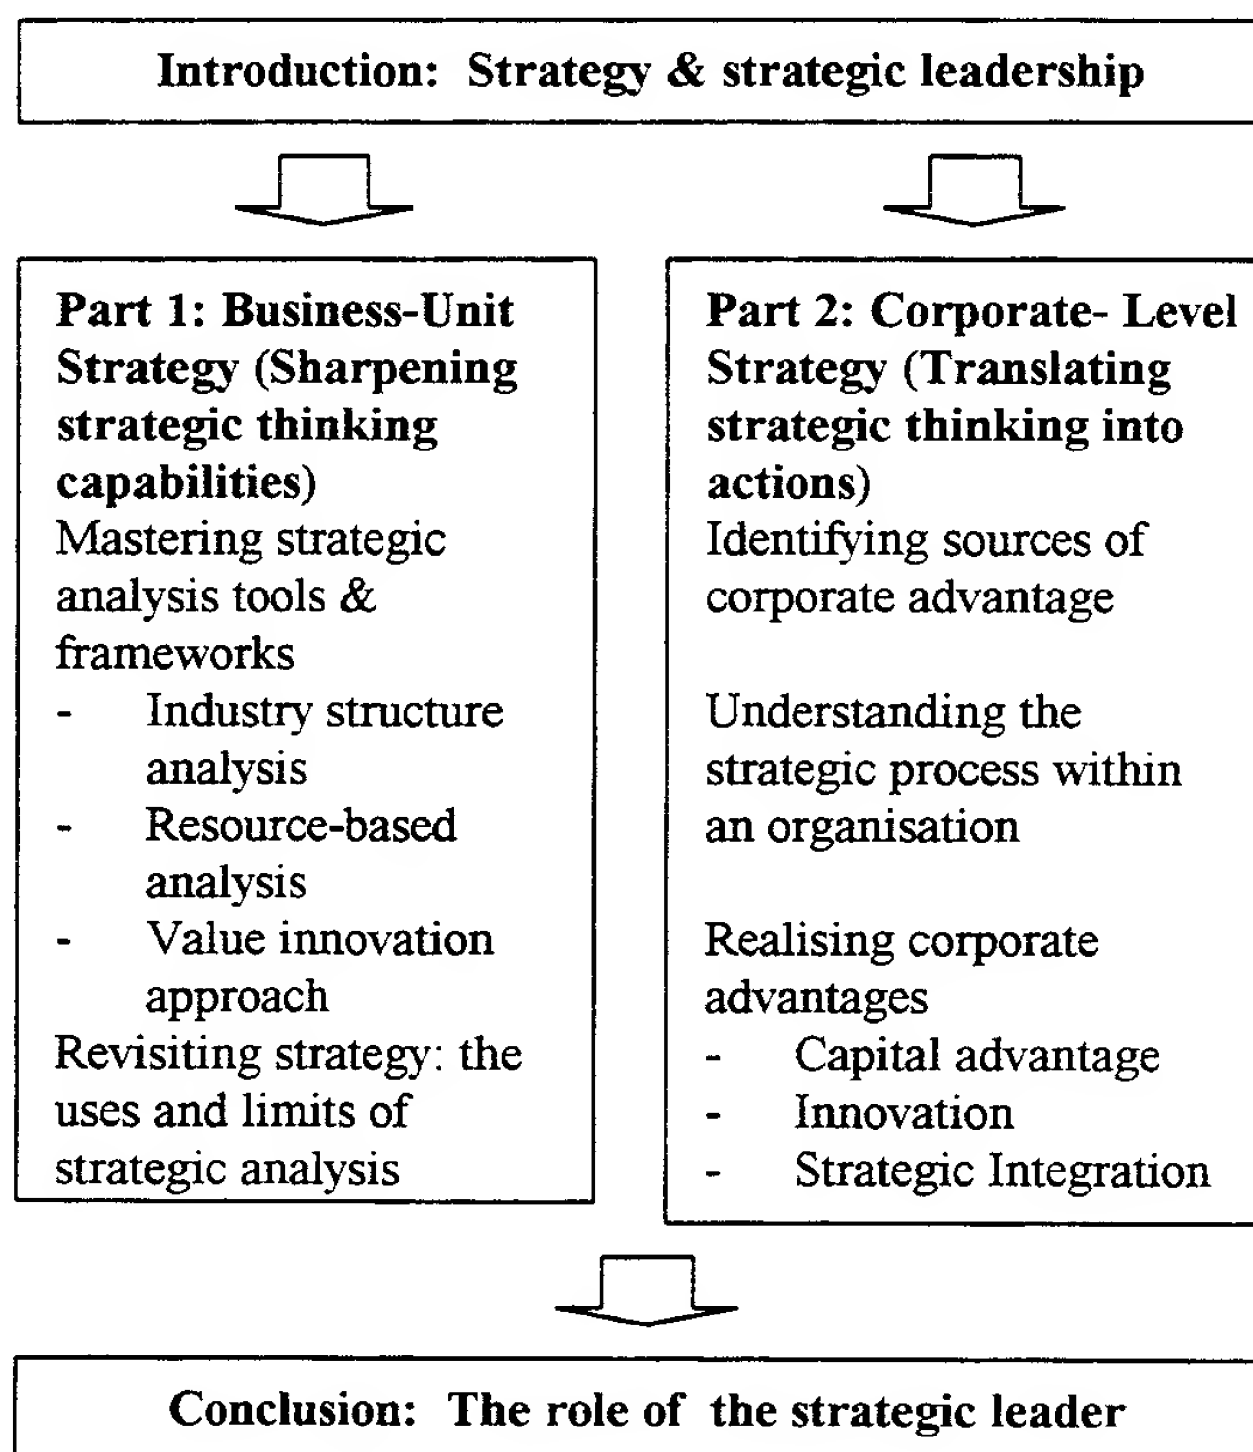 Introduction: Strategy & strategic leadership
Part 1: Business-Unit
Strategy (Sharpening
strategic thinking
capabilities)
Mastering strategic
analysis tools &
frameworks
- Industry structure
analysis
- Resource-based
analysis
- Value innovation
approach
Revisiting strategy: the
uses and limits of
strategic analysis
Part 2: Corporate- Level
Strategy (Translating
strategic thinking into
actions)
Identifying sources of
corporate advantage
Understanding the
strategic process within
an organisation
Realising corporate
advantages
- Capital advantage
- Innovation
- Strategic Integration
Conclusion: The role of the strategic leader